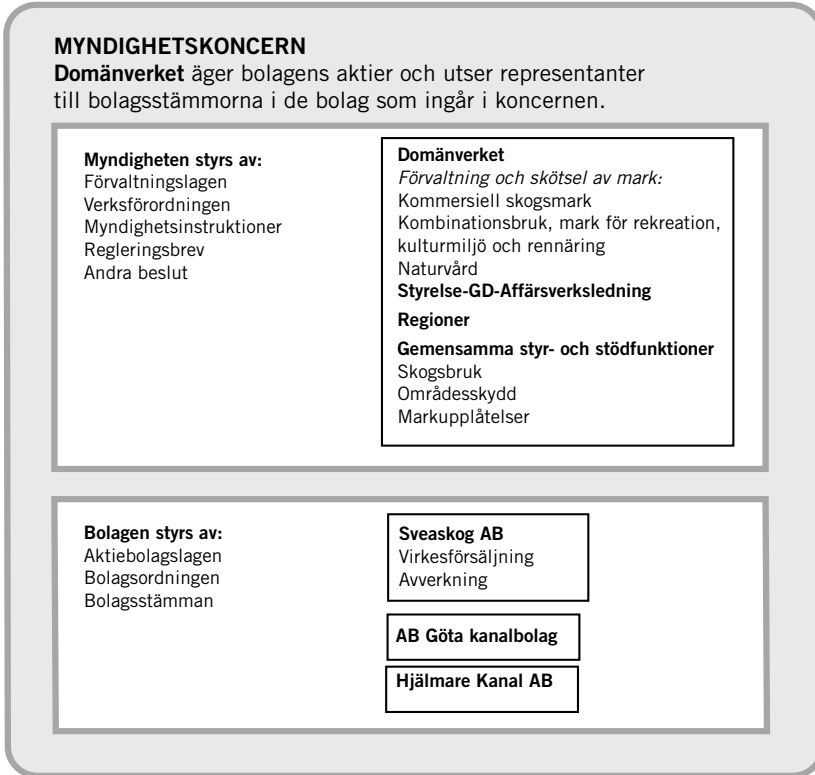 MYNDIGHETSKONCERN
Domänverket äger bolagens aktier och utser representanter
till bolagsstämmorna i de bolag som ingår i koncernen.
Myndigheten styrs av:
Förvaltningslagen
Verksförordningen
Myndighetsinstruktioner
Regleringsbrev
Andra beslut
Domänverket
Förvaltning och skötsel av mark:
Kommersiell skogsmark
Kombinationsbruk, mark för rekreation,
kulturmiljö och rennäring
Naturvård
Styrelse-GD-Affärsverksledning
Regioner
Gemensamma styr- och stödfunktioner
Skogsbruk
Områdesskydd
Markupplåtelser
Bolagen styrs av:
Aktiebolagslagen
Bolagsordningen
Bolagsstämman
Sveaskog AB
Virkesförsäljning
Avverkning
AB Göta kanalbolag
Hjälmare Kanal AB